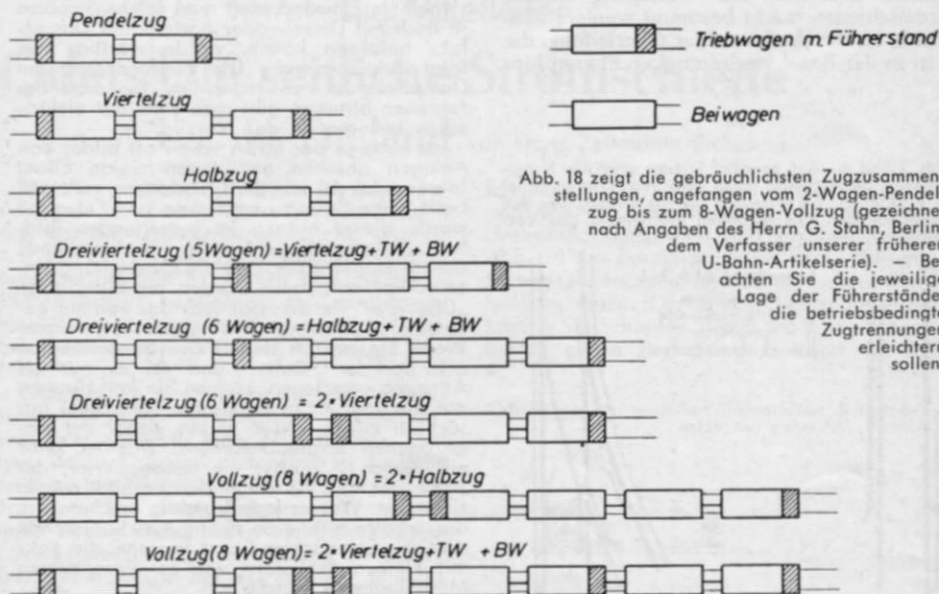 Pendelzug
Viertelzug
Halbzug
Dreiviertelzug (5 Wagen) = Viertelzug + TW + BW
Dreiviertelzug (6 Wagen) = Halbzug + TW + BW
Dreiviertelzug (6 Wagen) = 2 • Viertelzug
Vollzug (8 Wagen) = 2 • Halbzug
Vollzug (8 Wagen) = 2 • Viertelzug + TW + BW
Triebwagen m. Führerstand
Beiwagen
Abb. 18 zeigt die gebräuchlichsten Zugzusammen
stellungen, angefangen vom 2-Wagen-Pendel
zug bis zum 8-Wagen-Vollzug (gezeichne
nach Angaben des Herrn G. Stahn, Berlin
dem Verfasser unserer früheren
U-Bahn-Artikelserie). — Be
achten Sie die jeweilig
Lage der Führerstände
die betriebsbedingte
Zugtrennungen
erleichtern
sollen